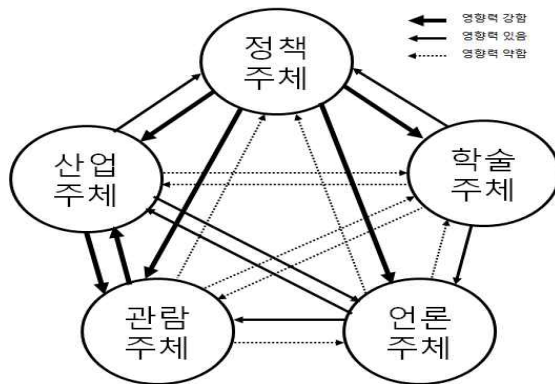 정책
주체
영향력 강함
영향력 있음
영향력 약함
산업
주체
학술
주체
관람
주체
언론
주체